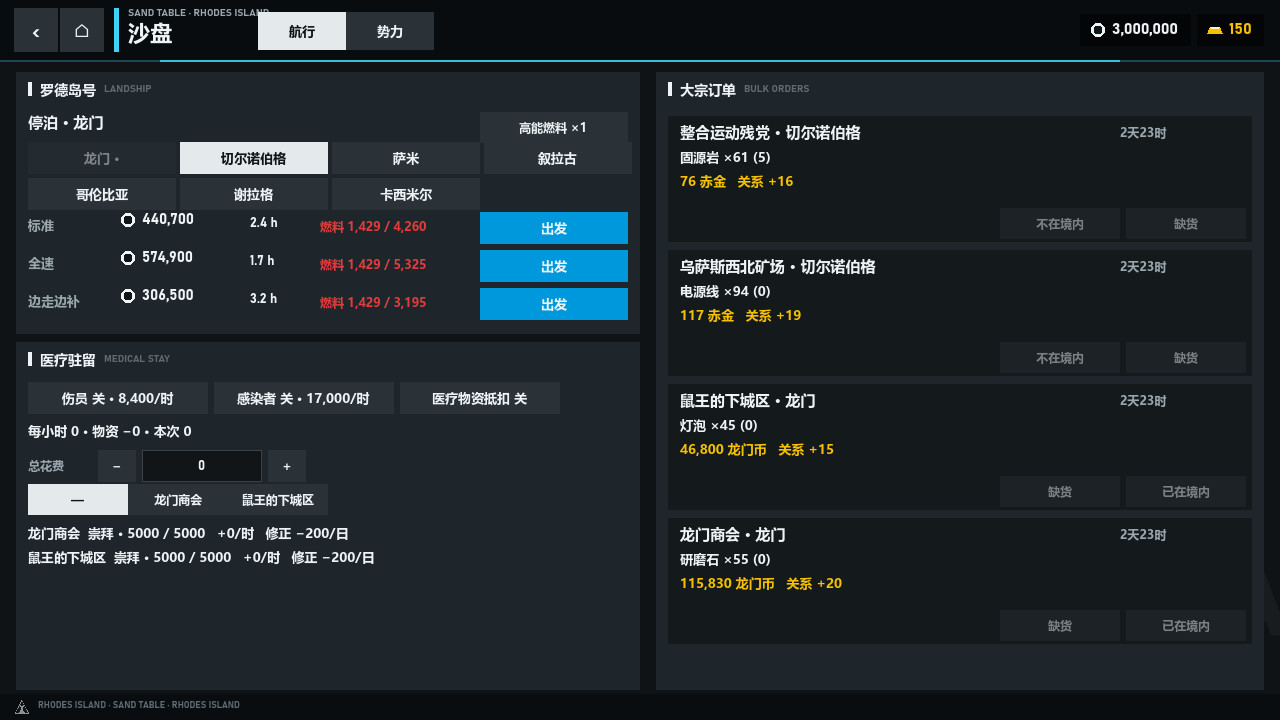 SAND TABLE · RHODES ISLAND
沙盘
航行
势力
3,000,000
150
罗德岛号 LANDSHIP
停泊・龙门
高能燃料 ×1
龙门・
切尔诺伯格
萨米
叙拉古
哥伦比亚
谢拉格
卡西米尔
标准 440,700 2.4 h 燃料 1,429 / 4,260 出发
全速 574,900 1.7 h 燃料 1,429 / 5,325 出发
边走边补 306,500 3.2 h 燃料 1,429 / 3,195 出发
医疗驻留 MEDICAL STAY
伤员 关・8,400/时
感染者 关・17,000/时
医疗物资抵扣 关
每小时 0・物资 −0・本次 0
总花费 − 0 +
— 龙门商会 鼠王的下城区
龙门商会 崇拜・5000 / 5000 +0/时 修正 −200/日
鼠王的下城区 崇拜・5000 / 5000 +0/时 修正 −200/日
大宗订单 BULK ORDERS
整合运动残党・切尔诺伯格 2天23时
固源岩 ×61 (5)
76 赤金 关系 +16
不在境内 缺货
乌萨斯西北矿场・切尔诺伯格 2天23时
电源线 ×94 (0)
117 赤金 关系 +19
不在境内 缺货
鼠王的下城区・龙门 2天23时
灯泡 ×45 (0)
46,800 龙门币 关系 +15
缺货 已在境内
龙门商会・龙门 2天23时
研磨石 ×55 (0)
115,830 龙门币 关系 +20
缺货 已在境内
RHODES ISLAND · SAND TABLE · RHODES ISLAND